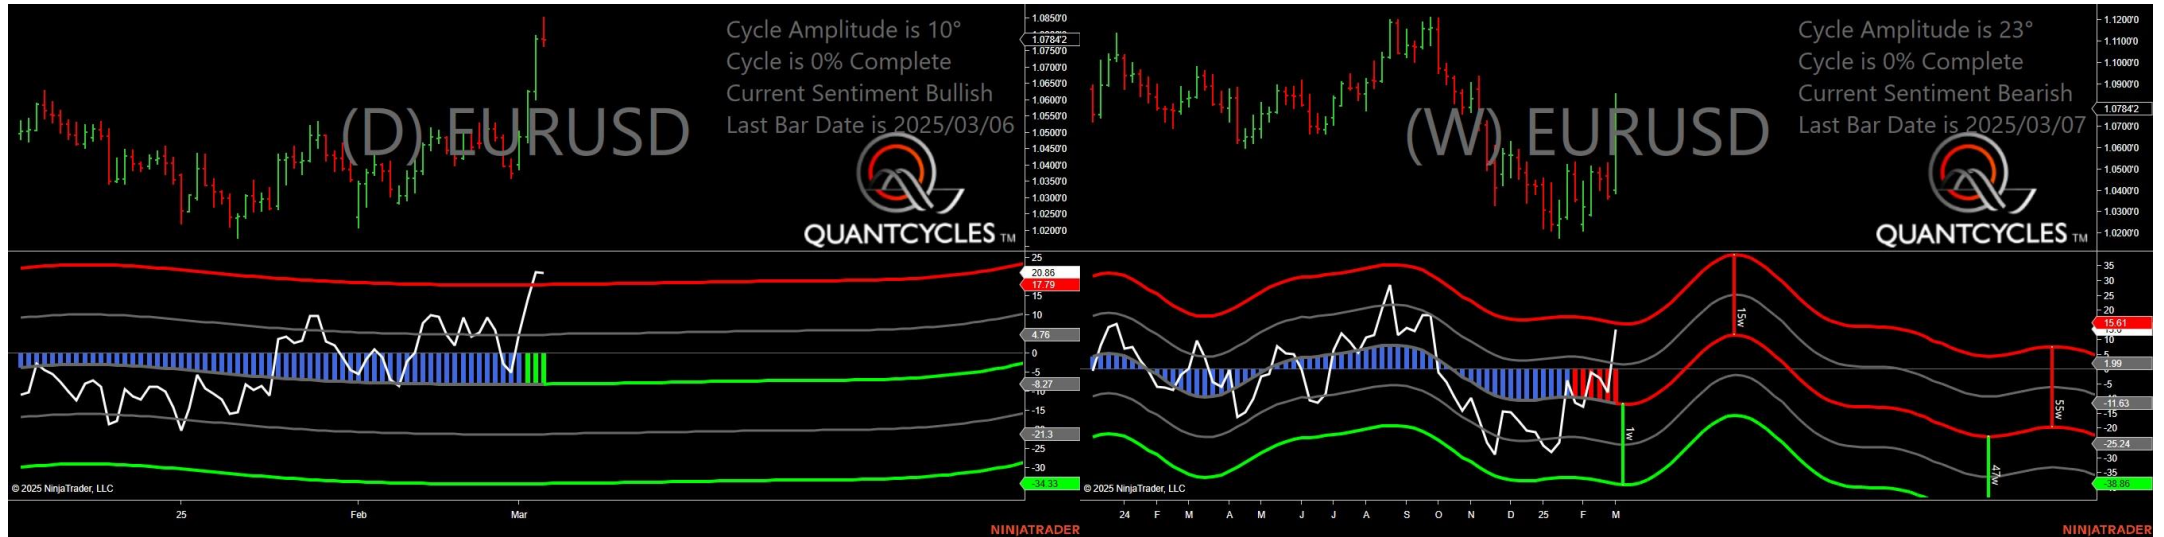 Cycle Amplitude is 10°
Cycle is 0% Complete
Current Sentiment Bullish
Last Bar Date is 2025/03/06
(D) EURUSD
QUANTCYCLES TM
1.0850'0
1.0784'2
1.0750'0
1.0700'0
1.0650'0
1.0600'0
1.0550'0
1.0500'0
1.0450'0
1.0400'0
1.0350'0
1.0300'0
1.0250'0
1.0200'0
25
20.86
17.79
15
10
4.76
0
-5
-8.27
-10
-15
-21.3
-25
-30
-34.33
© 2025 NinjaTrader, LLC
25 Feb Mar
NINJATRADER
Cycle Amplitude is 23°
Cycle is 0% Complete
Current Sentiment Bearish
Last Bar Date is 2025/03/07
(W) EURUSD
QUANTCYCLES TM
1.1200'0
1.1100'0
1.1000'0
1.0900'0
1.0784'2
1.0700'0
1.0600'0
1.0500'0
1.0400'0
1.0300'0
1.0200'0
35
30
25
20
15.61
10
5
1.99
-5
-11.63
-15
-20
-25.24
-30
-35
-38.86
1w
15w
47w
55w
© 2025 NinjaTrader, LLC
24 F M A M J J A S O N D 25 F M
NINJATRADER